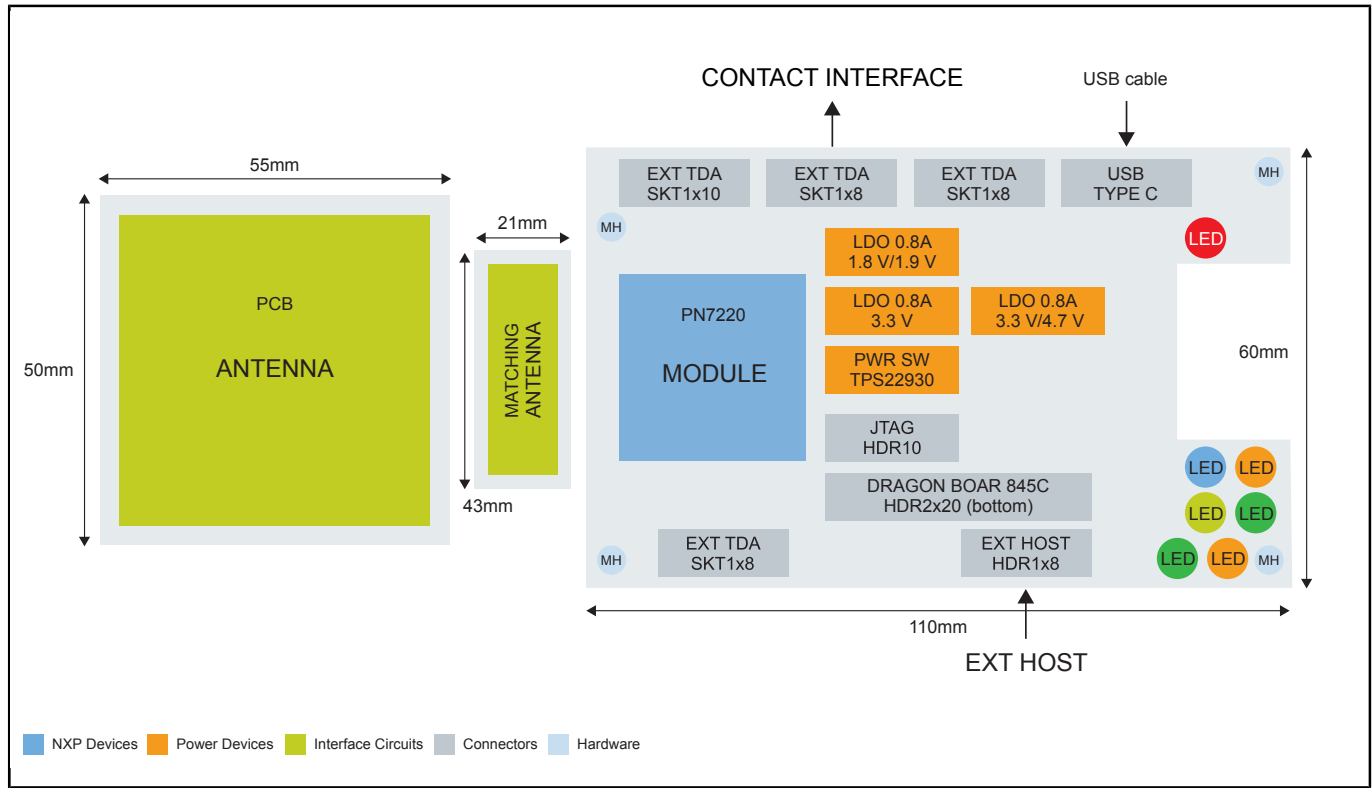 CONTACT INTERFACE
USB cable
55mm
50mm
PCB
ANTENNA
21mm
43mm
MATCHING
ANTENNA
EXT TDA
SKT1x10
EXT TDA
SKT1x8
EXT TDA
SKT1x8
USB
TYPE C
MH
MH
LED
LDO 0.8A
1.8 V/1.9 V
LDO 0.8A
3.3 V
LDO 0.8A
3.3 V/4.7 V
PN7220
MODULE
PWR SW
TPS22930
60mm
JTAG
HDR10
DRAGON BOAR 845C
HDR2x20 (bottom)
LED
LED
LED
LED
EXT TDA
SKT1x8
EXT HOST
HDR1x8
MH
LED
LED
MH
110mm
EXT HOST
NXP Devices
Power Devices
Interface Circuits
Connectors
Hardware